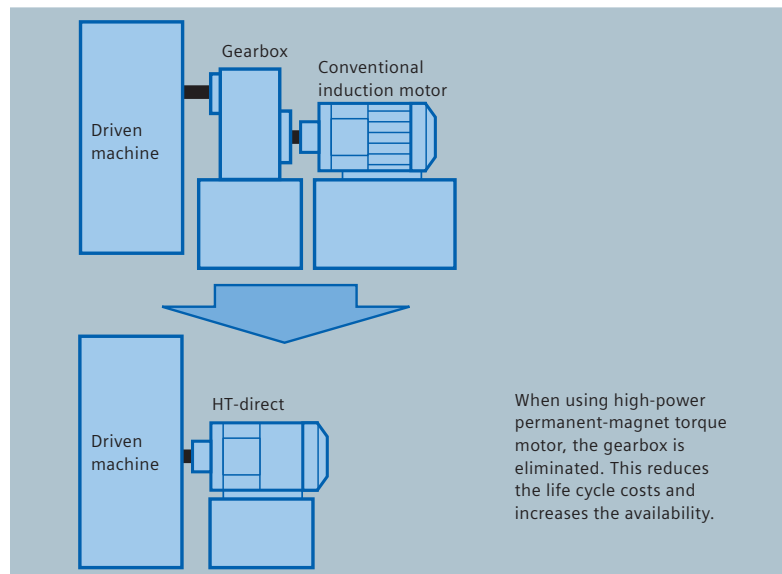 Gearbox
Conventional
induction motor
Driven
machine
HT-direct
Driven
machine
When using high-power
permanent-magnet torque
motor, the gearbox is
eliminated. This reduces
the life cycle costs and
increases the availability.